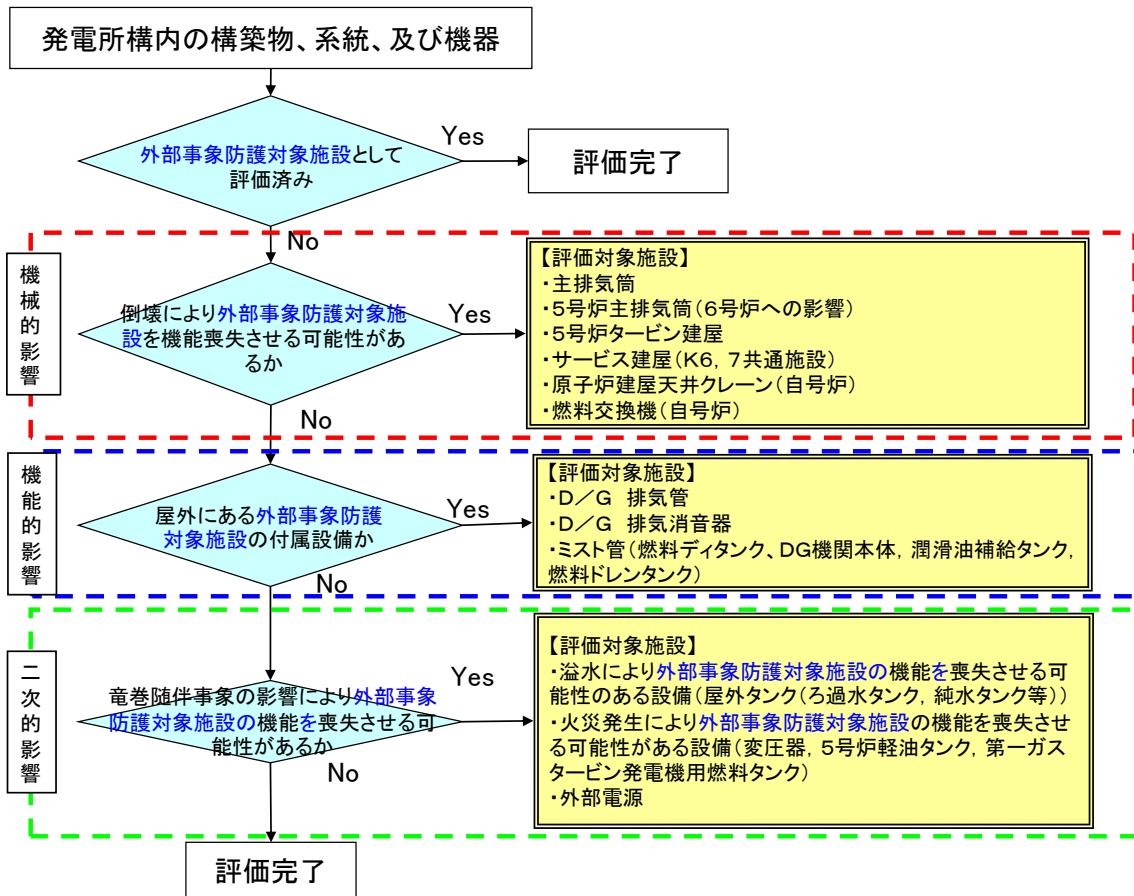 発電所構内の構築物、系統、及び機器
外部事象防護対象施設として
評価済み
Yes
評価完了
No
機械的影響
倒壊により外部事象防護対象施
設を機能喪失させる可能性があ
るか
Yes
【評価対象施設】
・主排気筒
・5号炉主排気筒(6号炉への影響)
・5号炉タービン建屋
・サービス建屋(K6, 7共通施設)
・原子炉建屋天井クレーン(自号炉)
・燃料交換機(自号炉)
No
機能的影響
屋外にある外部事象防護
対象施設の付属設備か
Yes
【評価対象施設】
・D/G 排気管
・D/G 排気消音器
・ミスト管(燃料ディタンク、DG機関本体, 潤滑油補給タンク,
燃料ドレンタンク)
No
二次的影響
竜巻随伴事象の影響により外部事象
防護対象施設の機能を喪失させる可
能性があるか
Yes
【評価対象施設】
・溢水により外部事象防護対象施設の機能を喪失させる可
能性のある設備(屋外タンク(ろ過水タンク, 純水タンク等))
・火災発生により外部事象防護対象施設の機能を喪失させ
る可能性がある設備(変圧器, 5号炉軽油タンク, 第一ガス
タービン発電機用燃料タンク)
・外部電源
No
評価完了